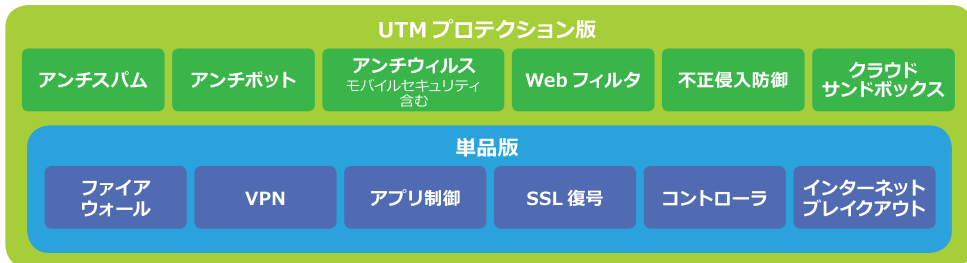 UTM プロテクション版
アンチスパム
アンチボット
アンチウィルス
モバイルセキュリティ
含む
Web フィルタ
不正侵入防御
クラウド
サンドボックス
単品版
ファイア
ウォール
VPN
アプリ制御
SSL 復号
コントローラ
インターネット
ブレイクアウト